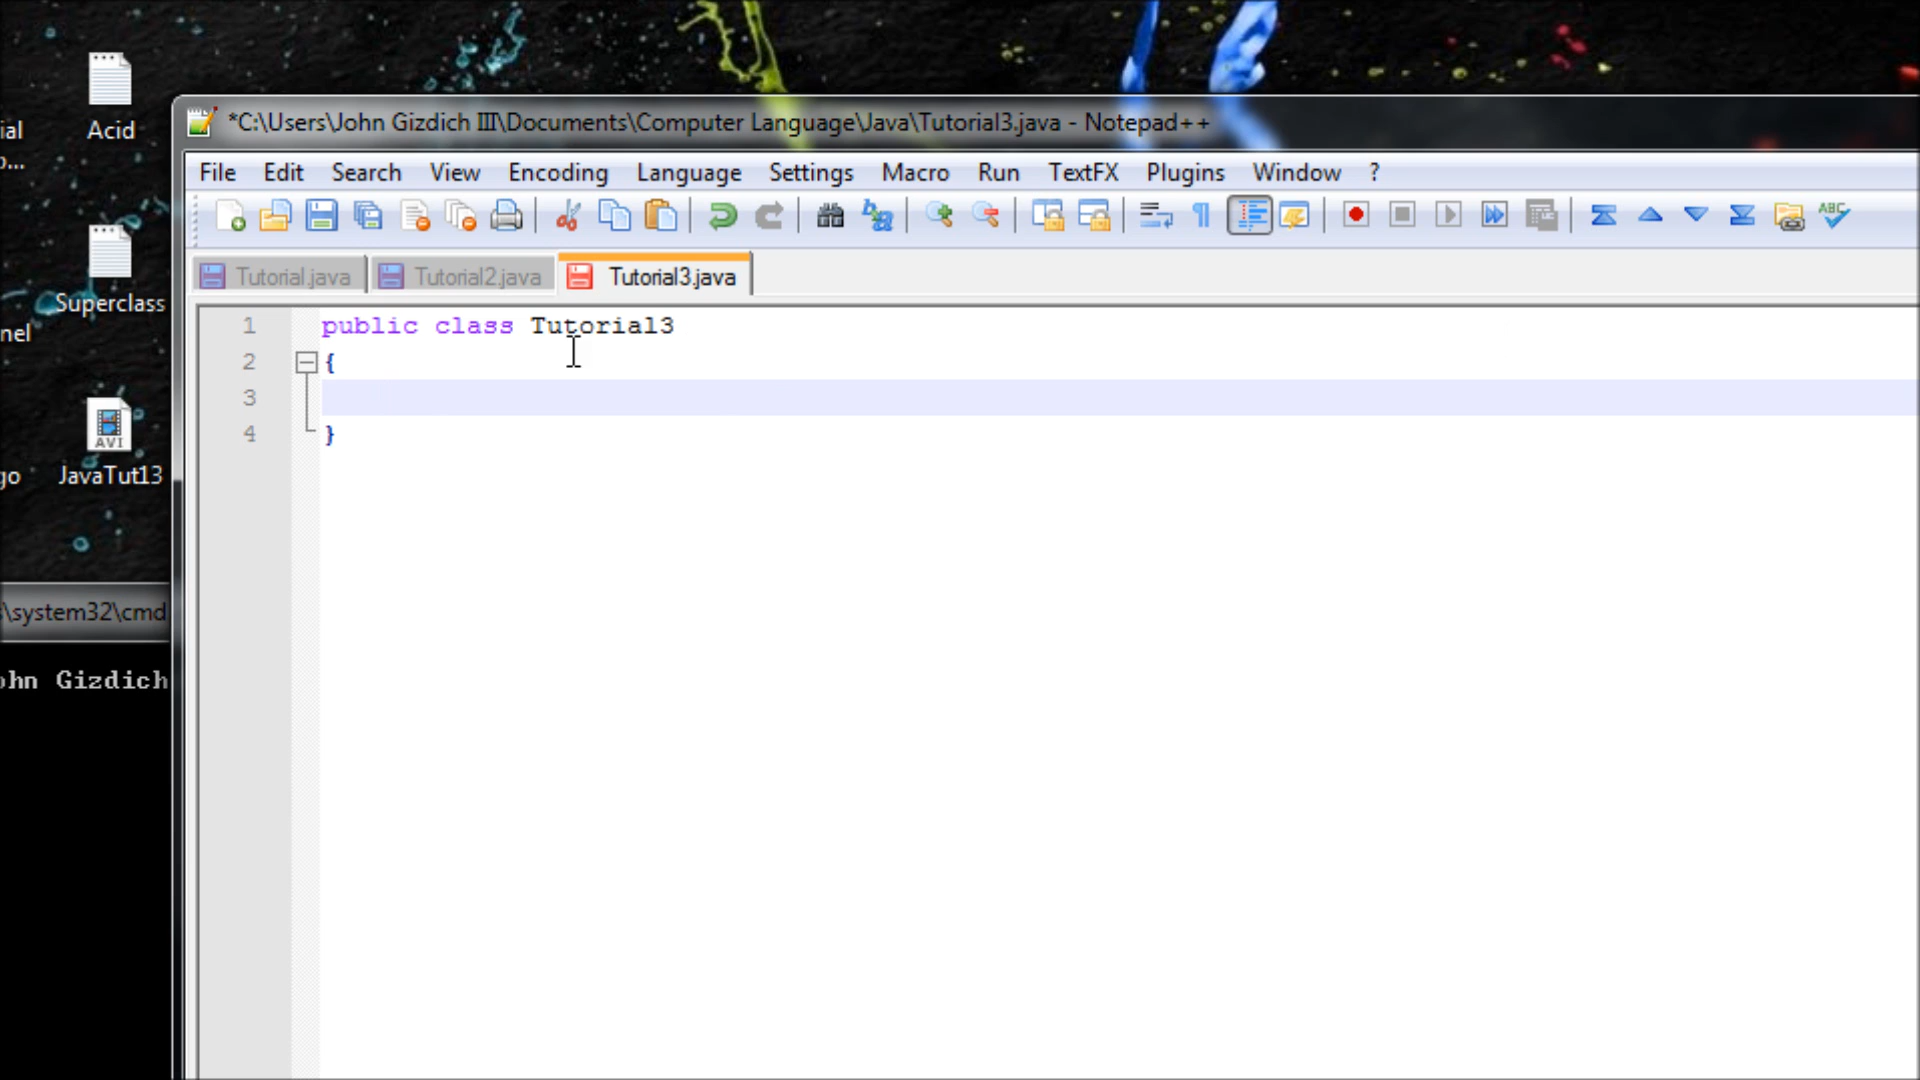 ial
Acid
o...
Superclass
nel
AVI
go
JavaTut13
\system32\cmd
ohn Gizdich
*C:\Users\John Gizdich III\Documents\Computer Language\Java\Tutorial3.java - Notepad++
File Edit Search View Encoding Language Settings Macro Run TextFX Plugins Window ?
ABC
Tutorial.java Tutorial2.java Tutorial3.java
1 public class Tutorial3
2 {
3
4 }